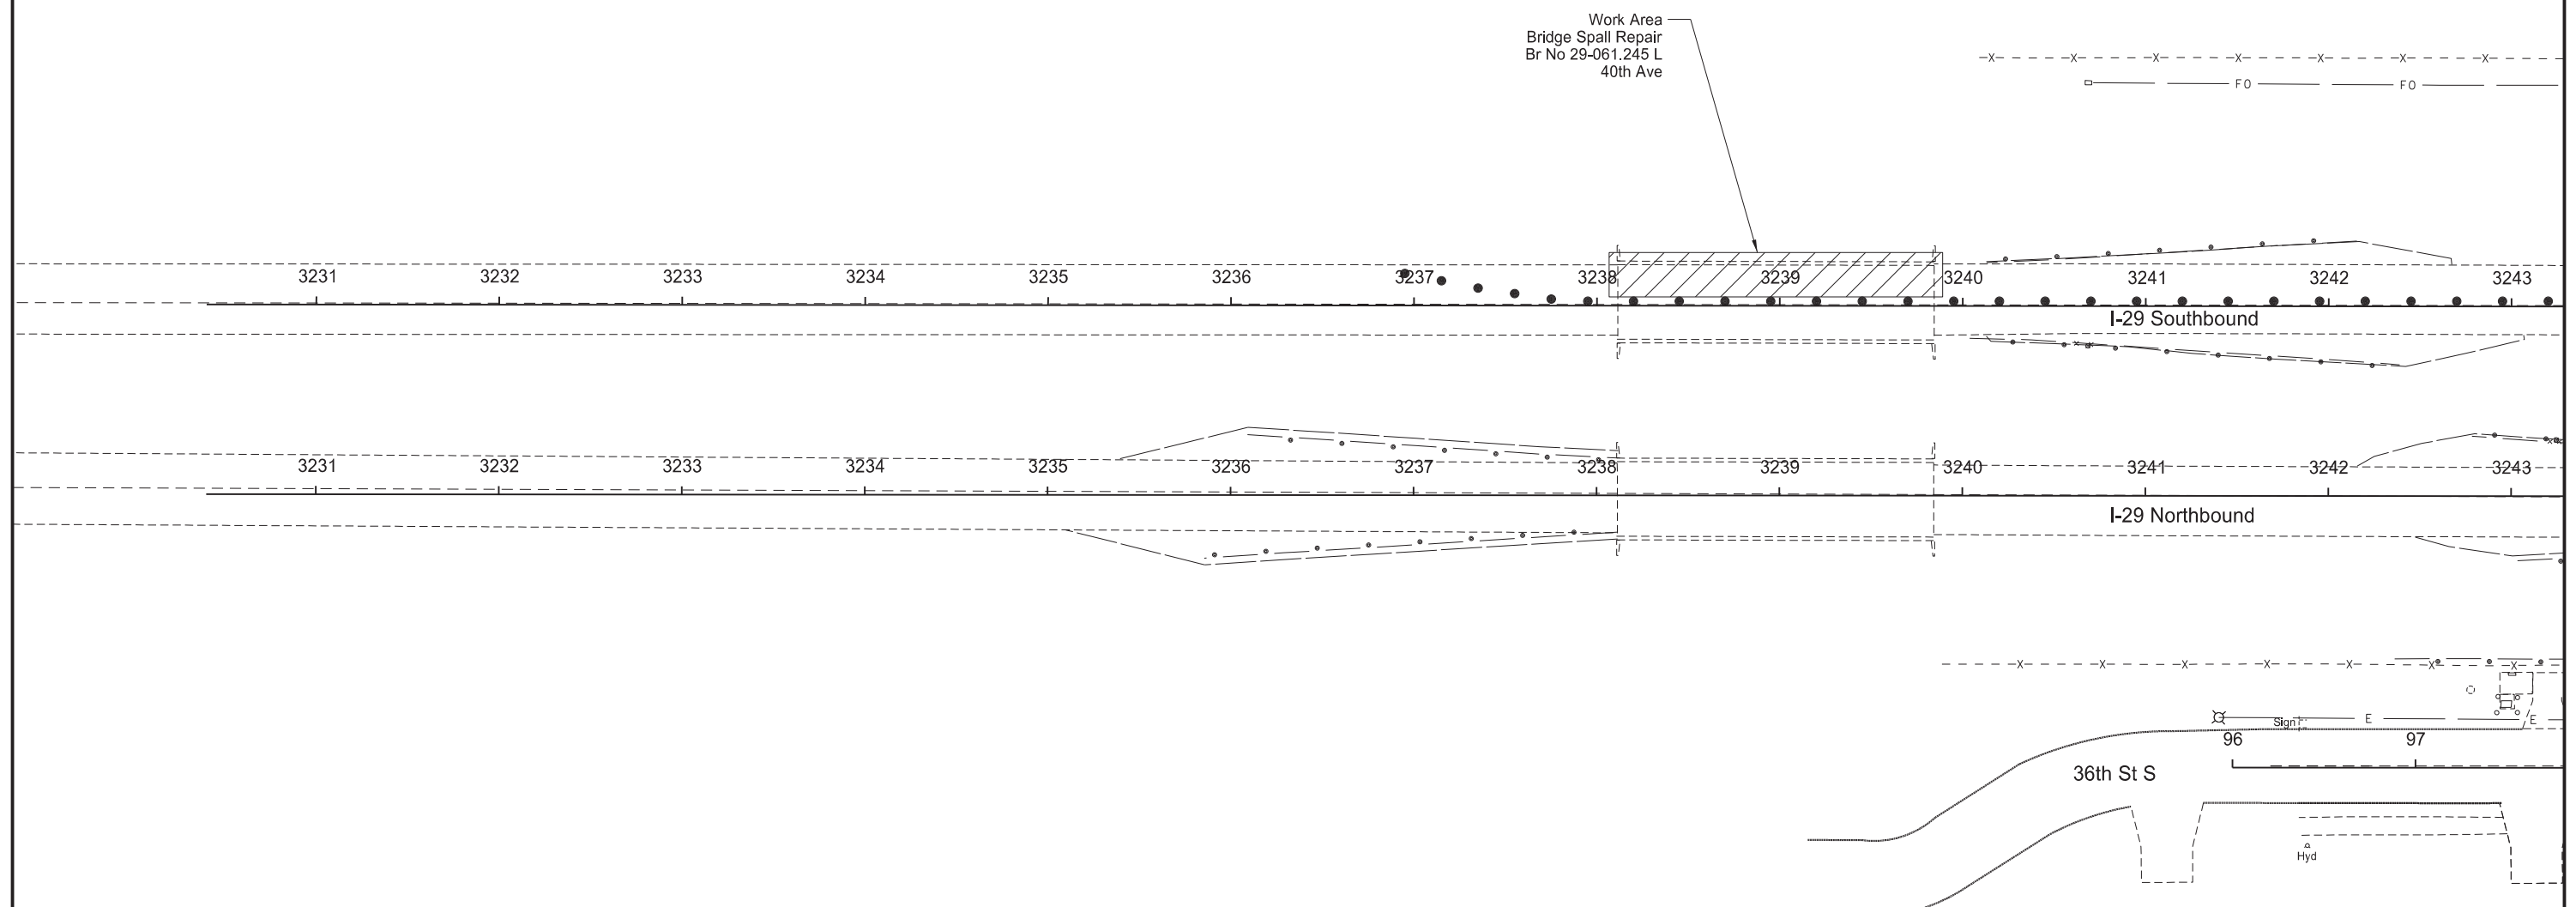 Work Area
Bridge Spall Repair
Br No 29-061.245 L
40th Ave
X X X X X X X
FO FO
3231 3232 3233 3234 3235 3236 3237 3238 3239 3240 3241 3242 3243
I-29 Southbound
3231 3232 3233 3234 3235 3236 3237 3238 3239 3240 3241 3242 3243
I-29 Northbound
X X X X X X X
Sign E E
96 97
36th St S
Hyd